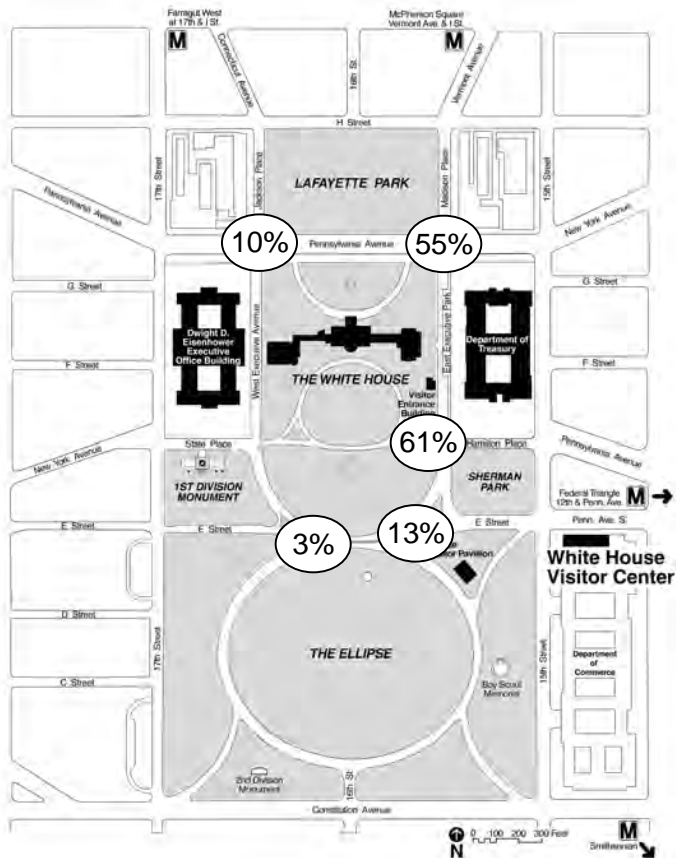 Farragut West
at 17th & I St.
M
McPherson Square
Vermont Ave. & I St.
M
Connecticut Avenue
16th St.
Vermont Avenue
H Street
17th Street
Jackson Place
LAFAYETTE PARK
Madison Place
15th Street
Pennsylvania Avenue
New York Avenue
10%
Pennsylvania Avenue
55%
G Street
G Street
West Executive Avenue
East Executive Park
Dwight D.
Eisenhower
Executive
Office Building
Department of
Treasury
F Street
F Street
THE WHITE HOUSE
Visitor
Entrance
Building
State Place
61%
Hamilton Place
New York Avenue
Pennsylvania Avenue
1ST DIVISION
MONUMENT
SHERMAN
PARK
Federal Triangle
12th & Penn. Ave.
M
E Street
E Street
3%
13%
E Street
Penn. Ave S.
Pavilion
White House
Visitor Center
D Street
17th Street
THE ELLIPSE
15th Street
Department
of
Commerce
C Street
Boy Scout
Memorial
2nd Division
Monument
16th St.
Constitution Avenue
N
0 100 200 300 Feet
M
Smithsonian